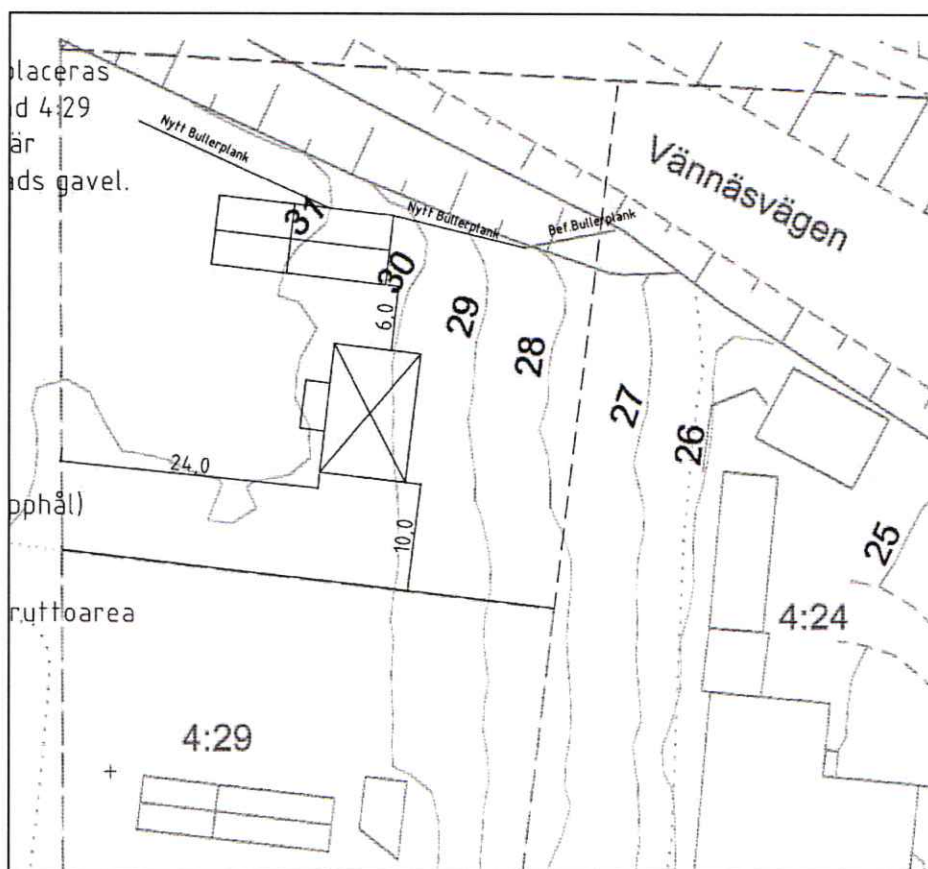 placeras
d 4:29
är
ads gavel.
Nytt Bullerplank
Nytt Bullerplank
Bef.Bullerplank
Vännäsvägen
31
30
29
28
27
26
25
6,0
24,0
10,0
opphål)
ruttoarea
4:24
4:29